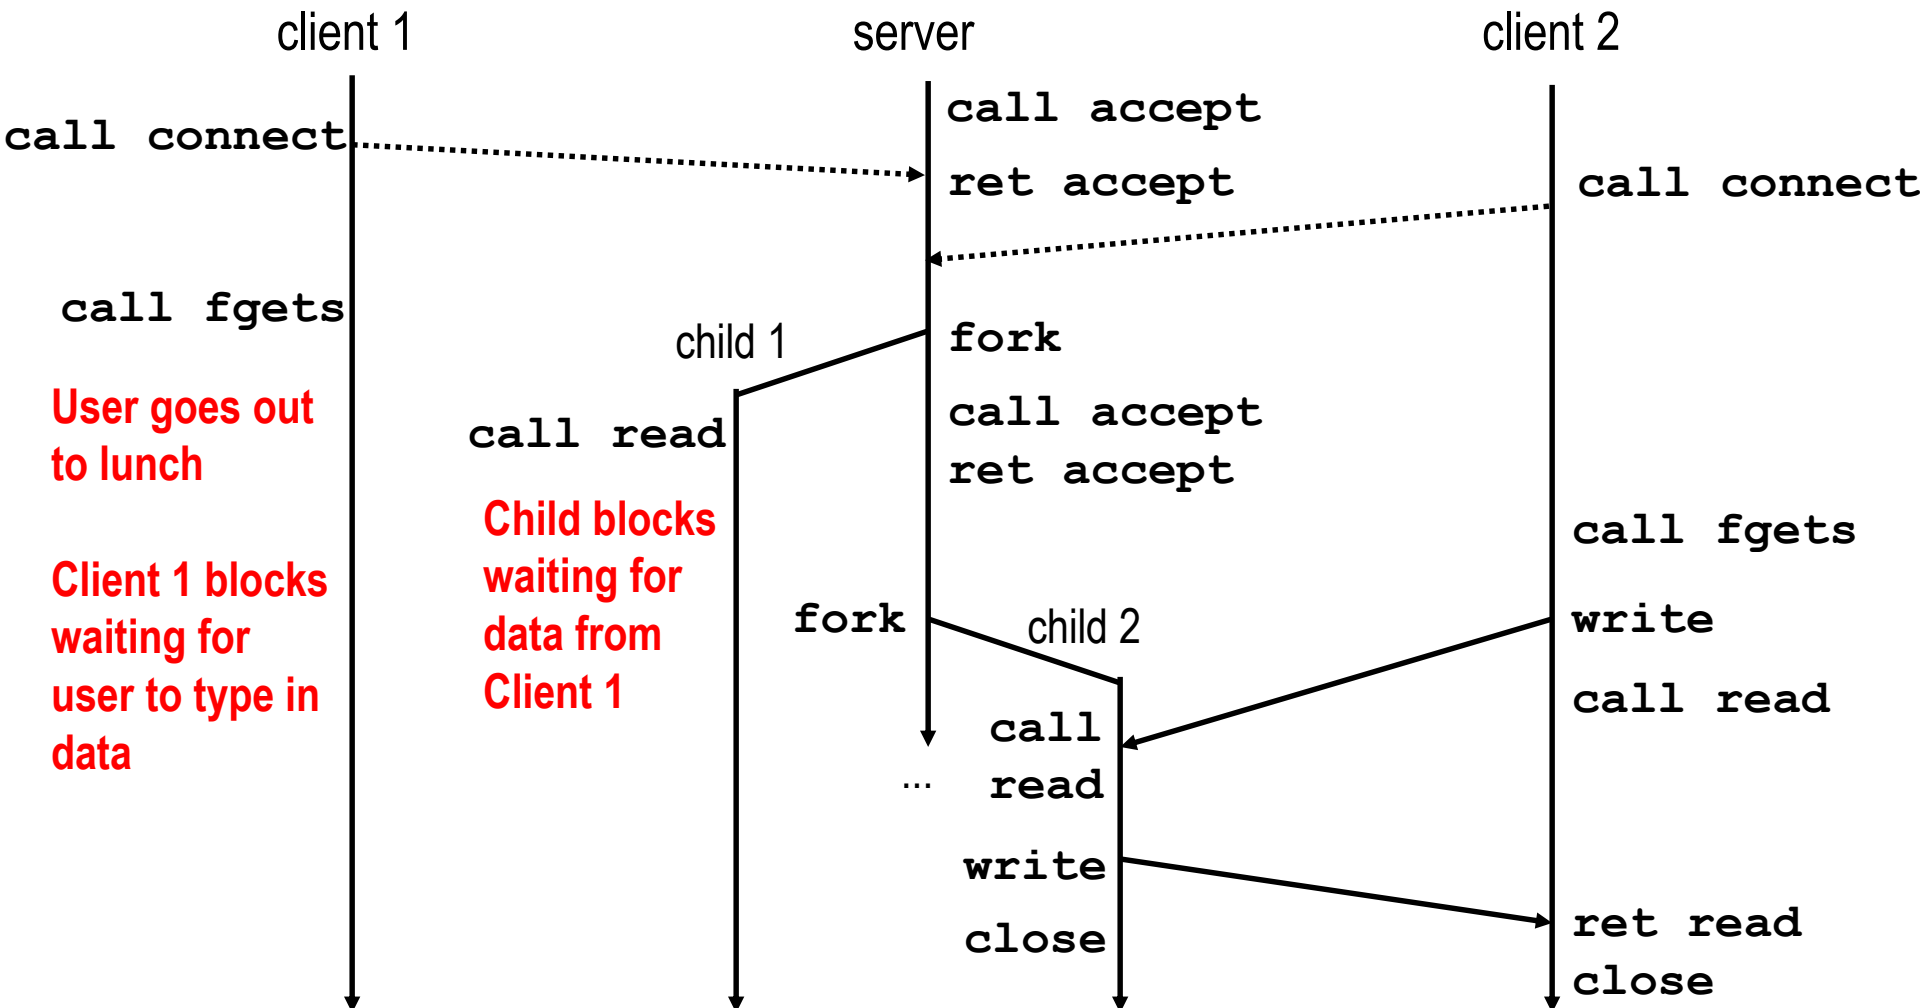 client 1
server
client 2
call accept
call connect
ret accept
call connect
call fgets
child 1
fork
User goes out
to lunch
call read
call accept
ret accept
Client 1 blocks
waiting for
user to type in
data
Child blocks
waiting for
data from
Client 1
call fgets
fork
child 2
write
call read
call
read
...
write
close
ret read
close